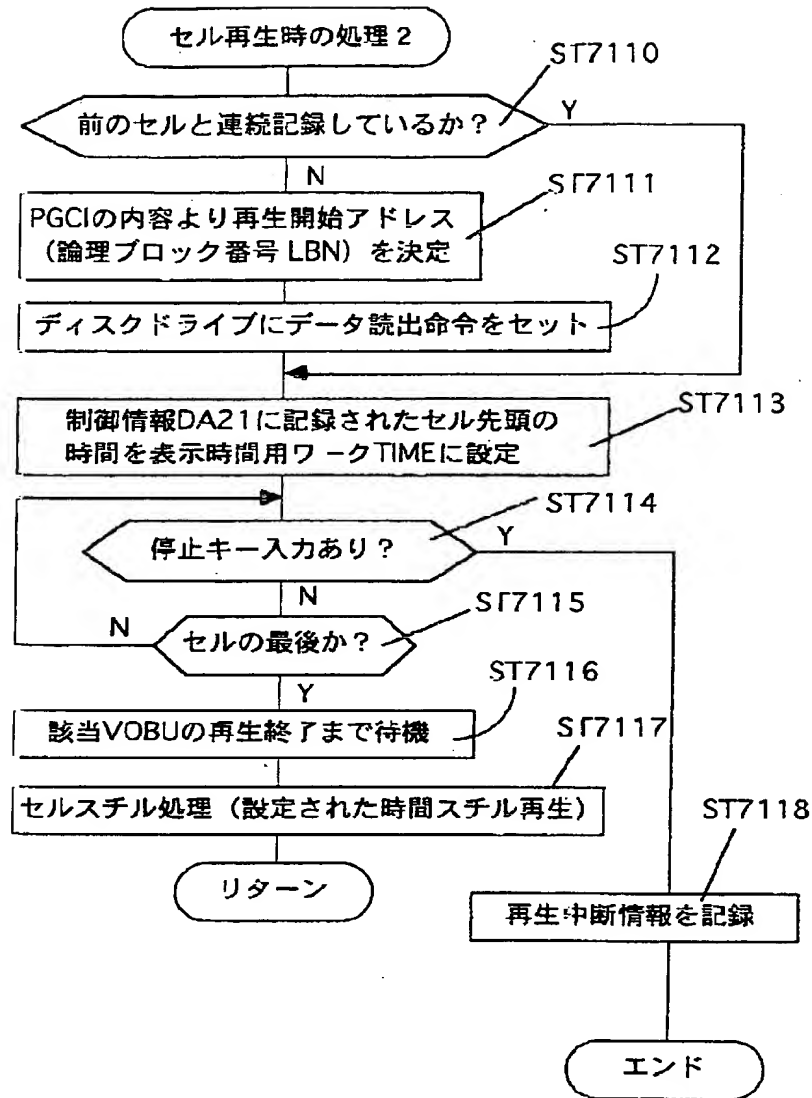 セル再生時の処理2
ST7110
前のセルと連続記録しているか？
Y
N
ST7111
PGCIの内容より再生開始アドレス
（論理ブロック番号 LBN）を決定
ST7112
ディスクドライブにデータ読出命令をセット
ST7113
制御情報DA21に記録されたセル先頭の
時間を表示時間用ワークTIMEに設定
ST7114
停止キー入力あり？
Y
N
ST7115
N
セルの最後か？
Y
ST7116
該当VOBUの再生終了まで待機
ST7117
セルスチル処理（設定された時間スチル再生）
ST7118
リターン
再生中断情報を記録
エンド